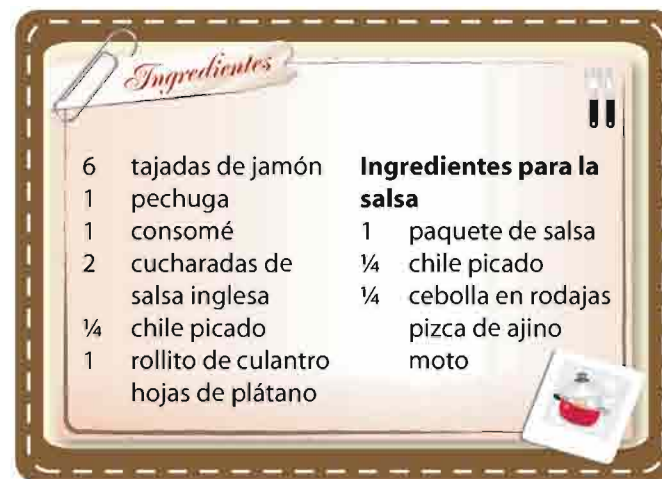 Ingredientes
6 tajadas de jamón
1 pechuga
1 consomé
2 cucharadas de
salsa inglesa
¼ chile picado
1 rollito de culantro
hojas de plátano
Ingredientes para la
salsa
1 paquete de salsa
¼ chile picado
¼ cebolla en rodajas
pizca de ajino
moto